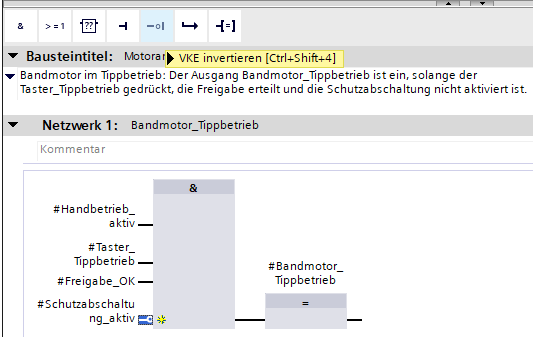 & >=1 ?? –| –o| –[=]
Bausteintitel: Motoran
VKE invertieren [Ctrl+Shift+4]
Bandmotor im Tippbetrieb: Der Ausgang Bandmotor_Tippbetrieb ist ein, solange der
Taster_Tippbetrieb gedrückt, die Freigabe erteilt und die Schutzabschaltung nicht aktiviert ist.
Netzwerk 1: Bandmotor_Tippbetrieb
Kommentar
&
#Handbetrieb_
aktiv
#Taster_
Tippbetrieb
#Freigabe_OK
#Schutzabschaltu
ng_aktiv
#Bandmotor_
Tippbetrieb
=